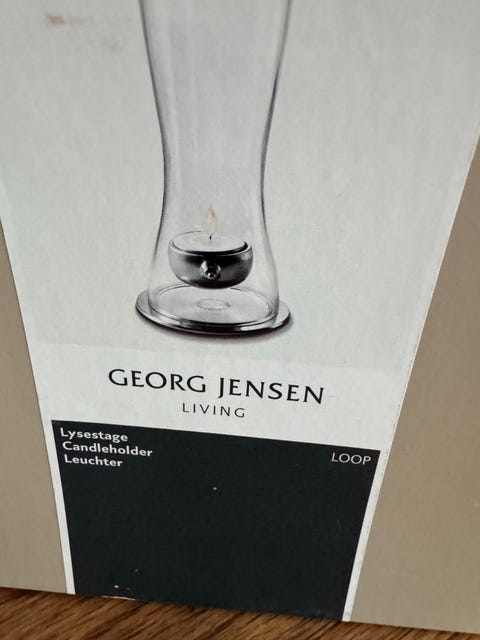 GEORG JENSEN
LIVING
Lysestage
Candleholder
Leuchter
LOOP